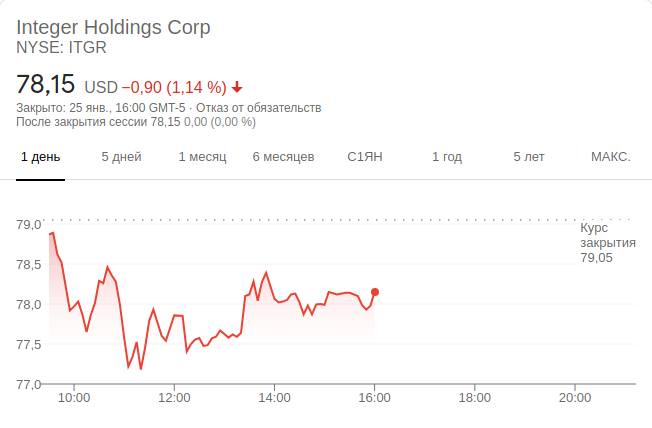 Integer Holdings Corp
NYSE: ITGR
78,15 USD −0,90 (1,14 %)
Закрыто: 25 янв., 16:00 GMT-5 · Отказ от обязательств
После закрытия сессии 78,15 0,00 (0,00 %)
1 день 5 дней 1 месяц 6 месяцев С1ЯН 1 год 5 лет МАКС.
79,0
Курс
закрытия
79,05
78,5
78,0
77,5
77,0
10:00 12:00 14:00 16:00 18:00 20:00